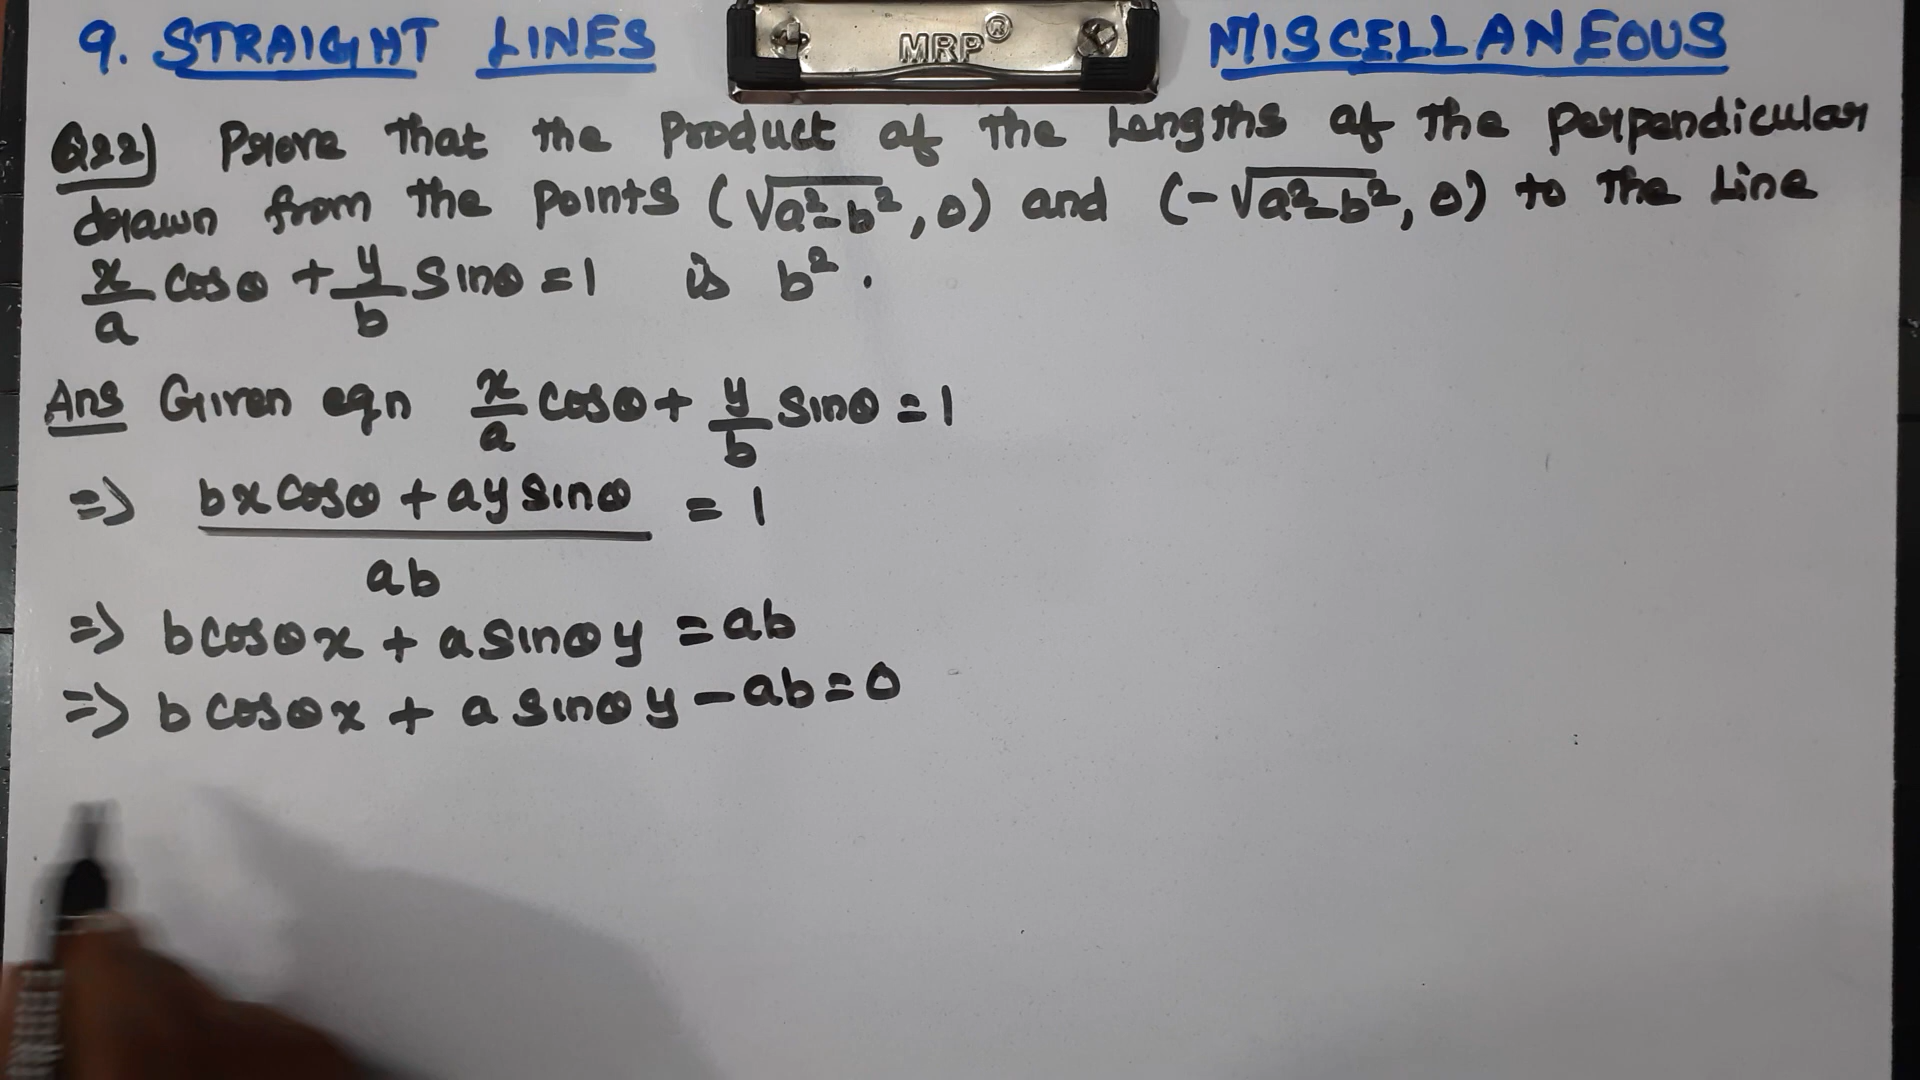 9. STRAIGHT LINES MRP® MISCELLANEOUS
Q22) Prove that the product of the lengths of the perpendicular
drawn from the points (√a²-b², 0) and (-√a²-b², 0) to the line
x/a cosθ + y/b sinθ = 1 is b².
Ans Given eqn x/a cosθ + y/b sinθ = 1
=> bx cosθ + ay sinθ / ab = 1
=> b cosθ x + a sinθ y = ab
=> b cosθ x + a sinθ y - ab = 0